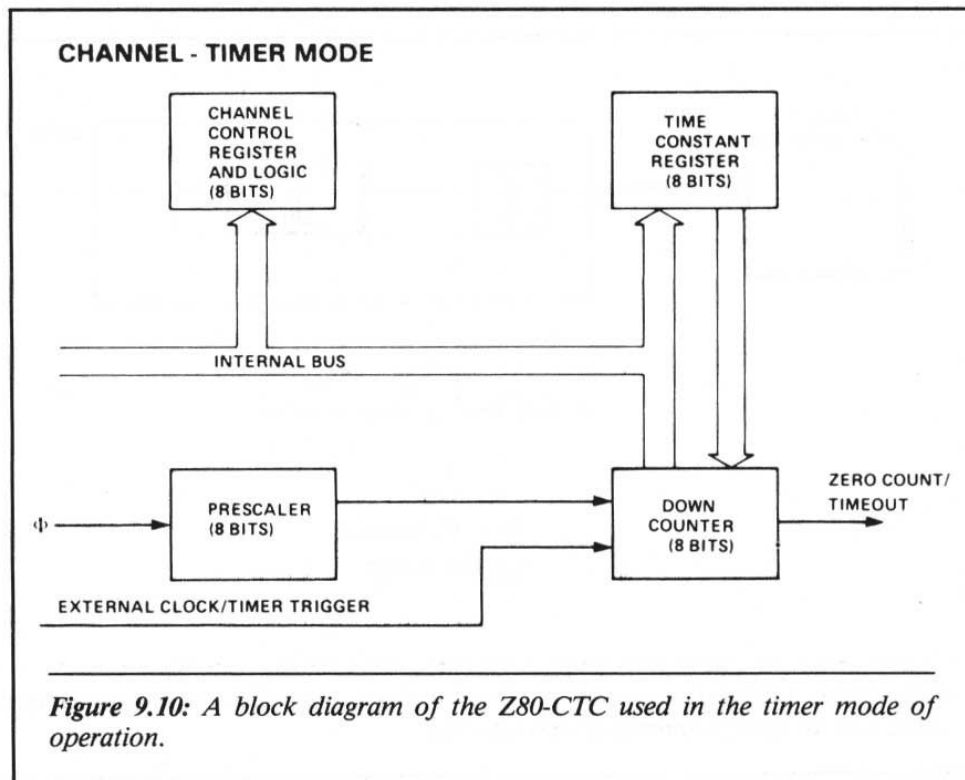 CHANNEL - TIMER MODE
CHANNEL
CONTROL
REGISTER
AND LOGIC
(8 BITS)
TIME
CONSTANT
REGISTER
(8 BITS)
INTERNAL BUS
Φ
PRESCALER
(8 BITS)
DOWN
COUNTER
(8 BITS)
ZERO COUNT/
TIMEOUT
EXTERNAL CLOCK/TIMER TRIGGER
Figure 9.10: A block diagram of the Z80-CTC used in the timer mode of
operation.